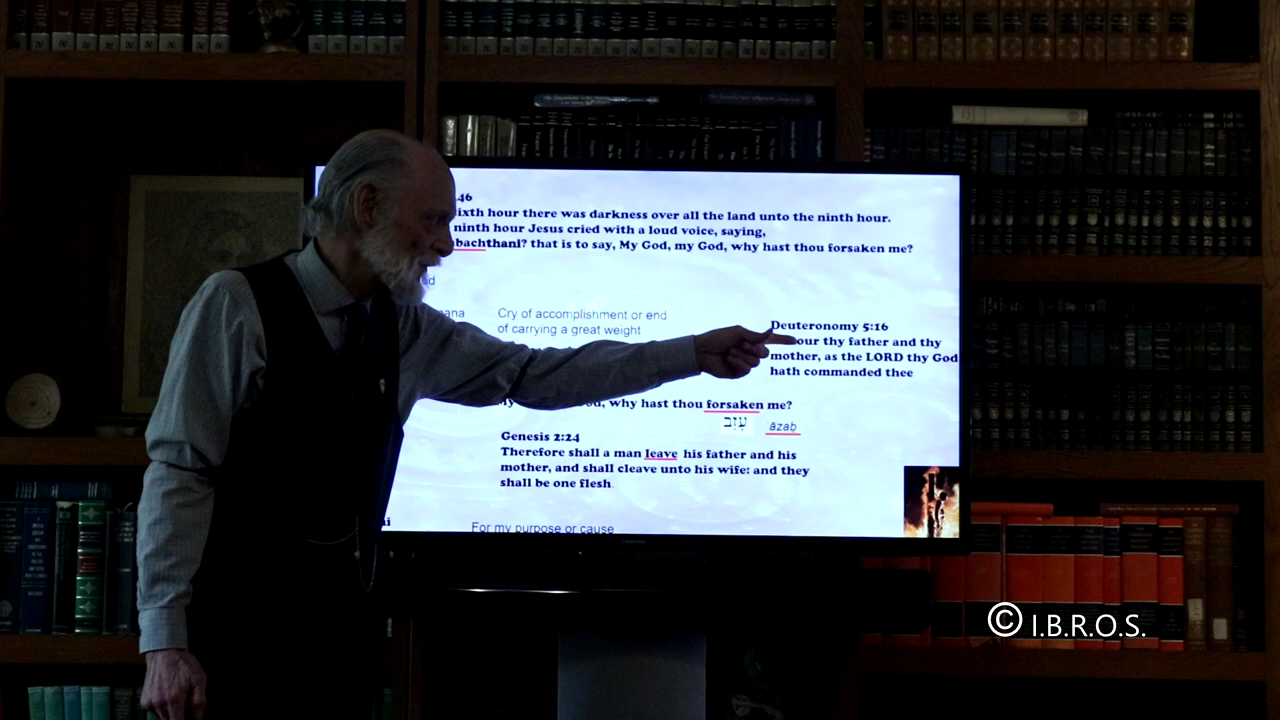 .46
ixth hour there was darkness over all the land unto the ninth hour.
ninth hour Jesus cried with a loud voice, saying,
bachthani? that is to say, My God, my God, why hast thou forsaken me?
Cry of accomplishment or end
of carrying a great weight
Deuteronomy 5:16
our thy father and thy
mother, as the LORD thy God
hath commanded thee
why hast thou forsaken me?
עָזַב āzaḇ
Genesis 2:24
Therefore shall a man leave his father and his
mother, and shall cleave unto his wife: and they
shall be one flesh.
For my purpose or cause
© I.B.R.O.S.